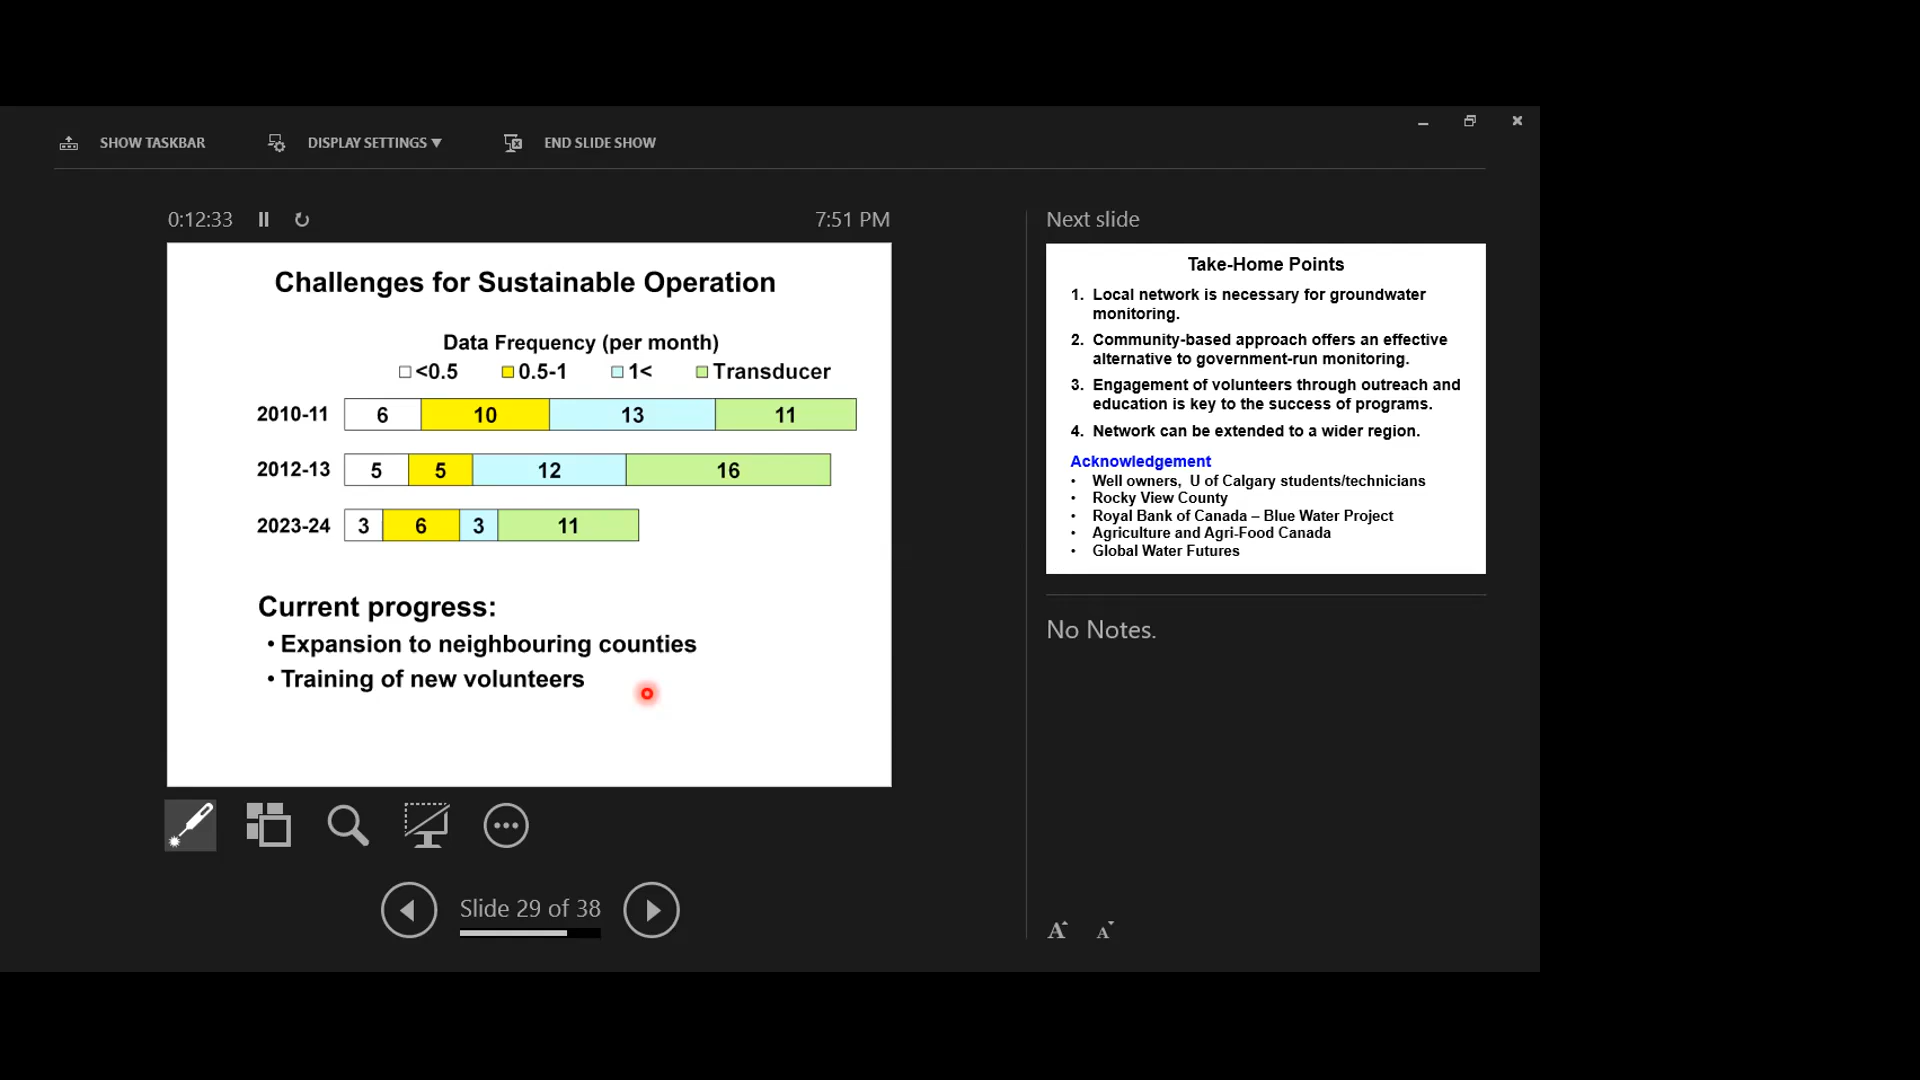 SHOW TASKBAR
DISPLAY SETTINGS ▼
END SLIDE SHOW
0:12:33
7:51 PM
Challenges for Sustainable Operation
Data Frequency (per month)
<0.5 0.5-1 1< Transducer
2010-11 6 10 13 11
2012-13 5 5 12 16
2023-24 3 6 3 11
Current progress:
• Expansion to neighbouring counties
• Training of new volunteers
Slide 29 of 38
Next slide
Take-Home Points
1. Local network is necessary for groundwater
monitoring.
2. Community-based approach offers an effective
alternative to government-run monitoring.
3. Engagement of volunteers through outreach and
education is key to the success of programs.
4. Network can be extended to a wider region.
Acknowledgement
• Well owners, U of Calgary students/technicians
• Rocky View County
• Royal Bank of Canada – Blue Water Project
• Agriculture and Agri-Food Canada
• Global Water Futures
No Notes.
A A